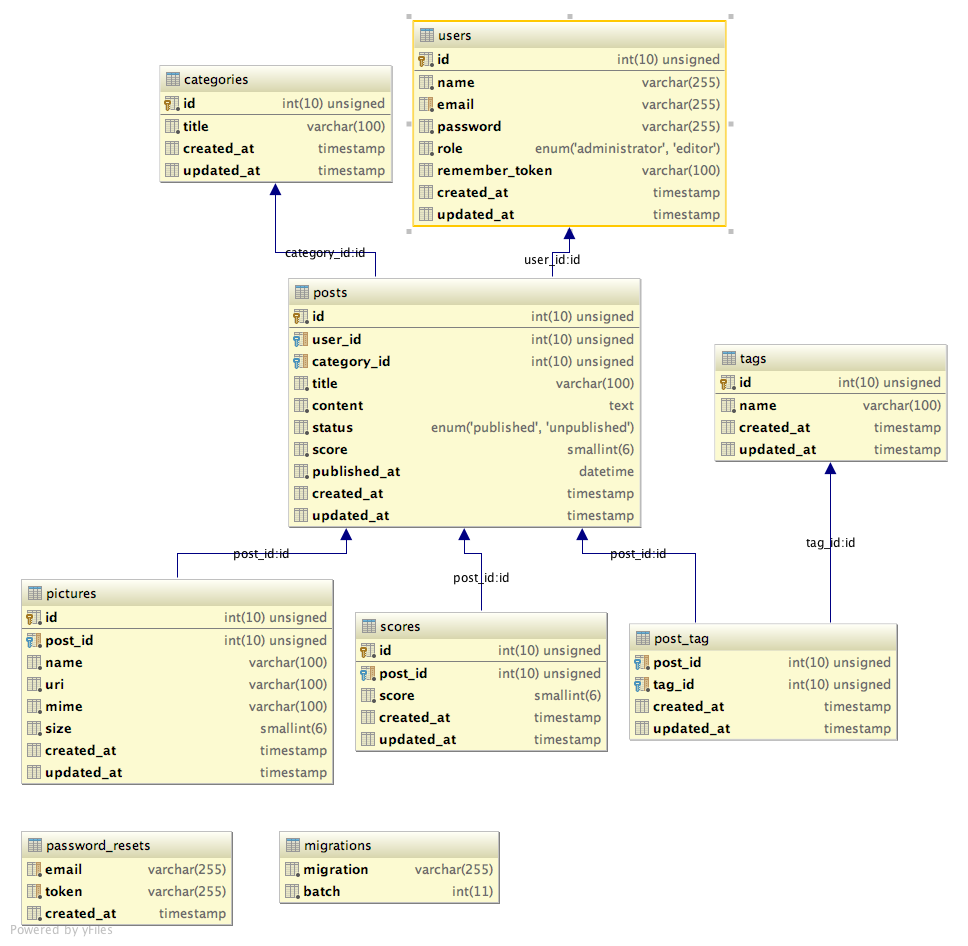 users
id int(10) unsigned
name varchar(255)
email varchar(255)
password varchar(255)
role enum('administrator', 'editor')
remember_token varchar(100)
created_at timestamp
updated_at timestamp
categories
id int(10) unsigned
title varchar(100)
created_at timestamp
updated_at timestamp
category_id:id
user_id:id
posts
id int(10) unsigned
user_id int(10) unsigned
category_id int(10) unsigned
title varchar(100)
content text
status enum('published', 'unpublished')
score smallint(6)
published_at datetime
created_at timestamp
updated_at timestamp
tags
id int(10) unsigned
name varchar(100)
created_at timestamp
updated_at timestamp
post_id:id
post_id:id
post_id:id
tag_id:id
pictures
id int(10) unsigned
post_id int(10) unsigned
name varchar(100)
uri varchar(100)
mime varchar(100)
size smallint(6)
created_at timestamp
updated_at timestamp
scores
id int(10) unsigned
post_id int(10) unsigned
score smallint(6)
created_at timestamp
updated_at timestamp
post_tag
post_id int(10) unsigned
tag_id int(10) unsigned
created_at timestamp
updated_at timestamp
password_resets
email varchar(255)
token varchar(255)
created_at timestamp
migrations
migration varchar(255)
batch int(11)
Powered by yFiles